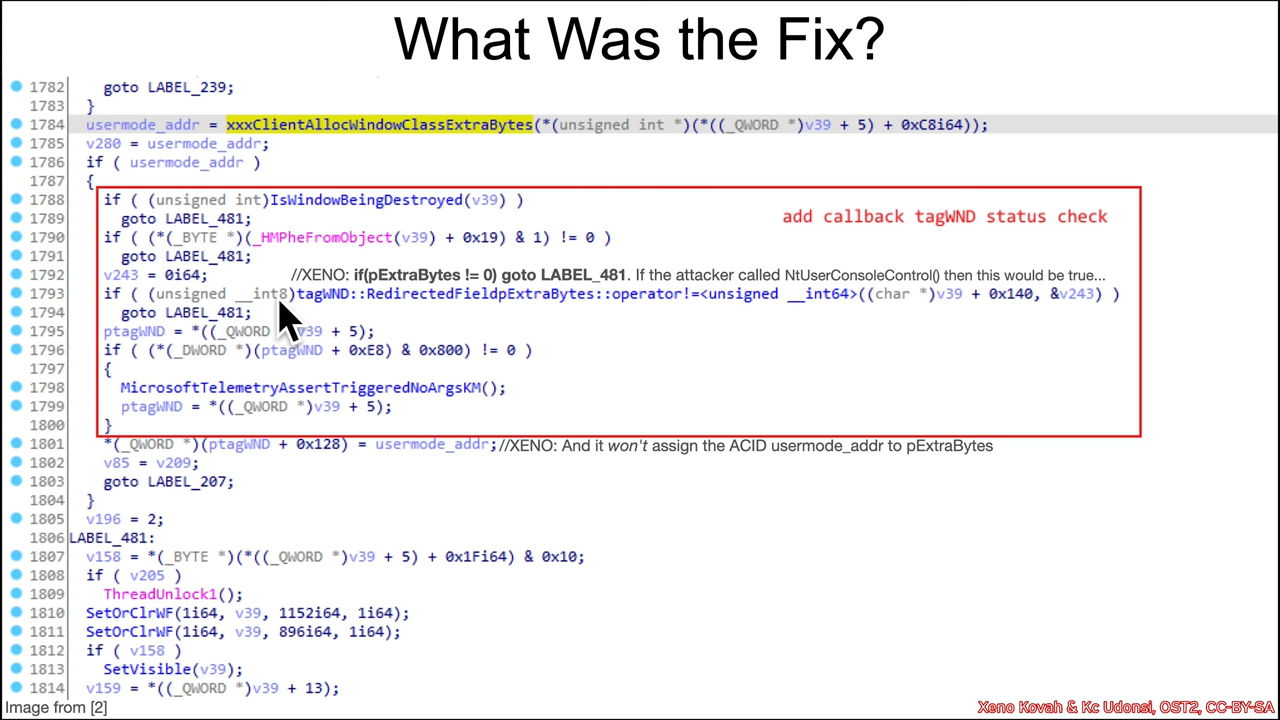 What Was the Fix?
1782 goto LABEL_239;
1783 }
1784 usermode_addr = xxxClientAllocWindowClassExtraBytes(*(unsigned int *)(*((_QWORD *)v39 + 5) + 0xC8i64));
1785 v280 = usermode_addr;
1786 if ( usermode_addr )
1787 {
1788 if ( (unsigned int)IsWindowBeingDestroyed(v39) )
add callback tagWND status check
1789 goto LABEL_481;
1790 if ( (*(_BYTE *)(_HMPheFromObject(v39) + 0x19) & 1) != 0 )
1791 goto LABEL_481;
1792 v243 = 0i64; //XENO: if(pExtraBytes != 0) goto LABEL_481. If the attacker called NtUserConsoleControl() then this would be true...
1793 if ( (unsigned __int8)tagWND::RedirectedFieldpExtraBytes::operator!=<unsigned __int64>((char *)v39 + 0x140, &v243) )
1794 goto LABEL_481;
1795 ptagWND = *((_QWORD v39 + 5);
1796 if ( (*(_DWORD *)(ptagWND + 0xE8) & 0x800) != 0 )
1797 {
1798 MicrosoftTelemetryAssertTriggeredNoArgsKM();
1799 ptagWND = *((_QWORD *)v39 + 5);
1800 }
1801 *(_QWORD *)(ptagWND + 0x128) = usermode_addr; //XENO: And it won't assign the ACID usermode_addr to pExtraBytes
1802 v85 = v209;
1803 goto LABEL_207;
1804 }
1805 v196 = 2;
1806 LABEL_481:
1807 v158 = *(_BYTE *)(*((_QWORD *)v39 + 5) + 0x1Fi64) & 0x10;
1808 if ( v205 )
1809 ThreadUnlock1();
1810 SetOrClrWF(1i64, v39, 1152i64, 1i64);
1811 SetOrClrWF(1i64, v39, 896i64, 1i64);
1812 if ( v158 )
1813 SetVisible(v39);
1814 v159 = *((_QWORD *)v39 + 13);
Image from [2]
Xeno Kovah & Kc Udonsi, OST2, CC-BY-SA